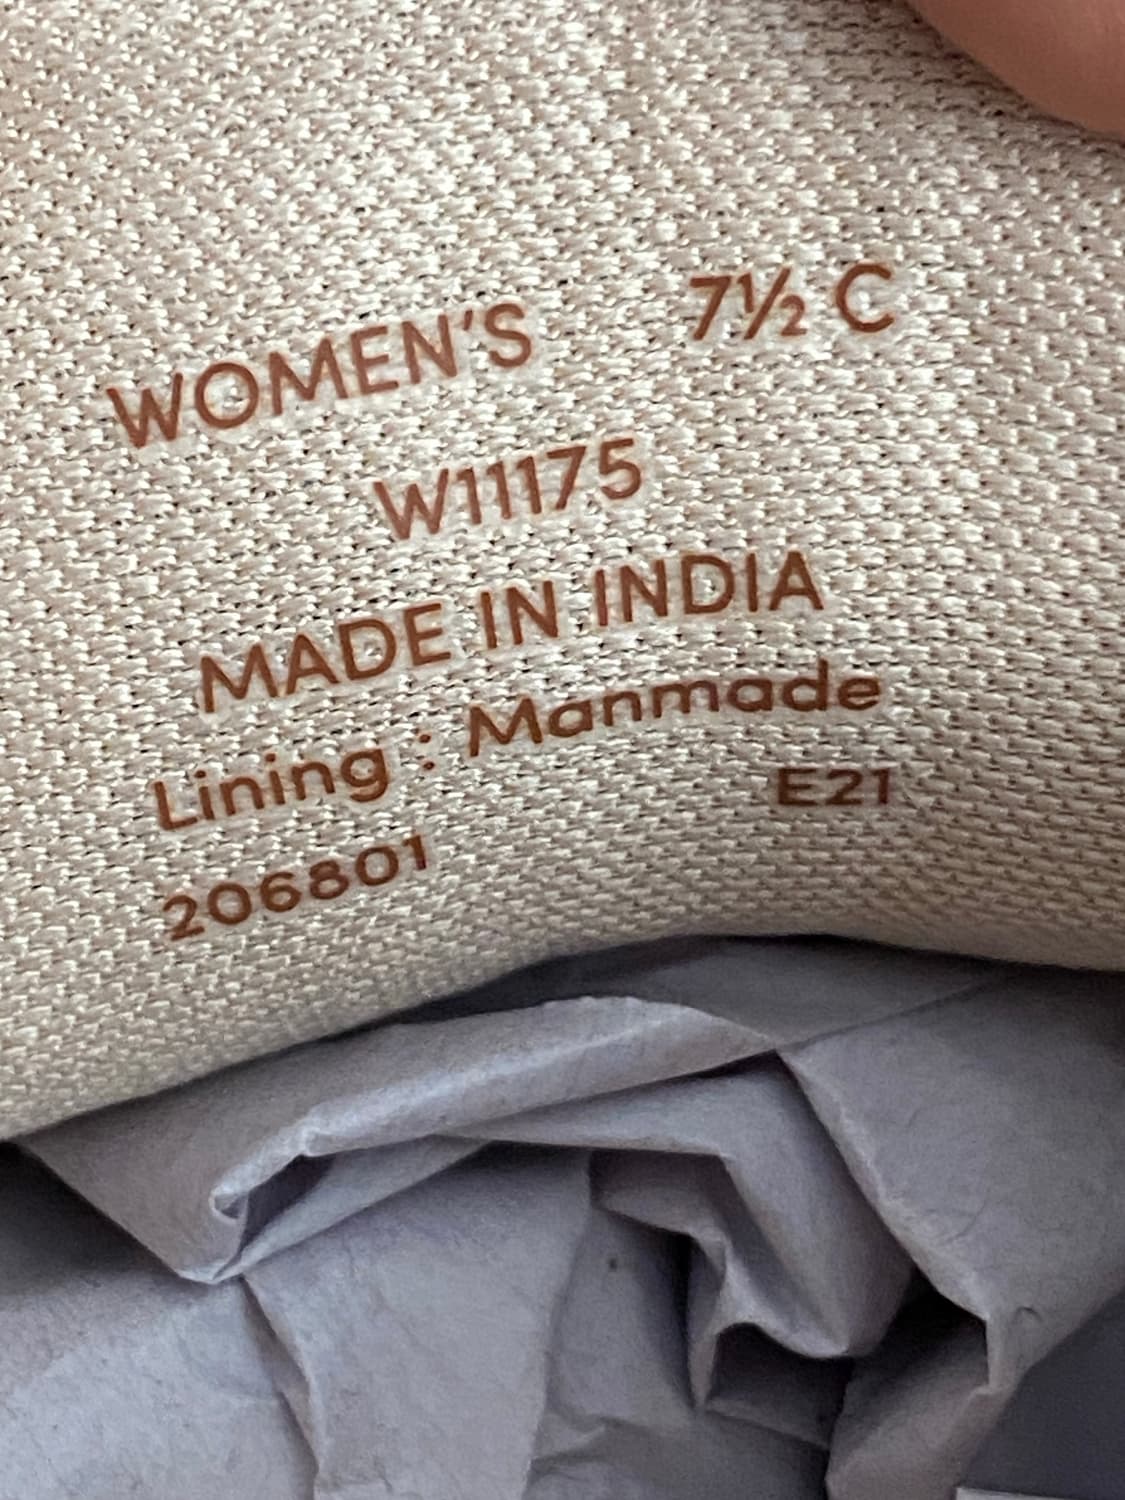 WOMEN'S 7½ C
W11175
MADE IN INDIA
Lining : Manmade
206801 E21